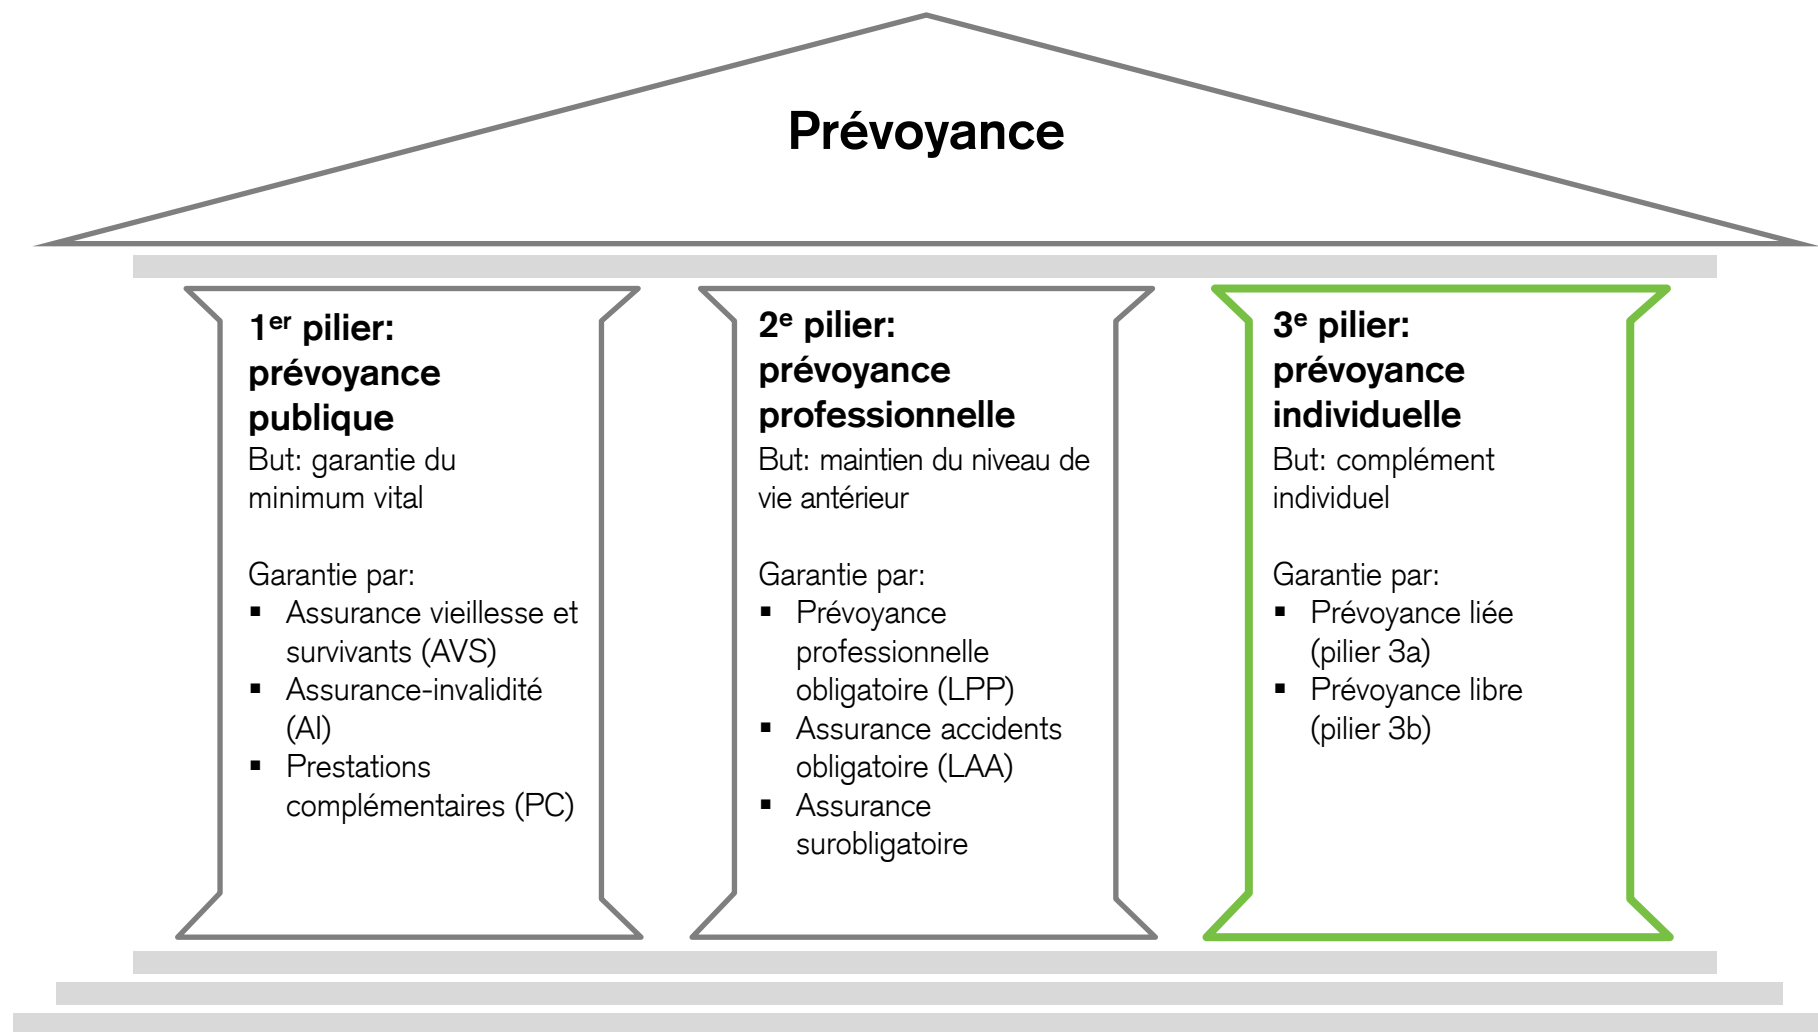 Prévoyance
1er pilier:
prévoyance
publique
But: garantie du
minimum vital
Garantie par:
▪ Assurance vieillesse et
survivants (AVS)
▪ Assurance-invalidité
(AI)
▪ Prestations
complémentaires (PC)
2e pilier:
prévoyance
professionnelle
But: maintien du niveau de
vie antérieur
Garantie par:
▪ Prévoyance
professionnelle
obligatoire (LPP)
▪ Assurance accidents
obligatoire (LAA)
▪ Assurance
surobligatoire
3e pilier:
prévoyance
individuelle
But: complément
individuel
Garantie par:
▪ Prévoyance liée
(pilier 3a)
▪ Prévoyance libre
(pilier 3b)